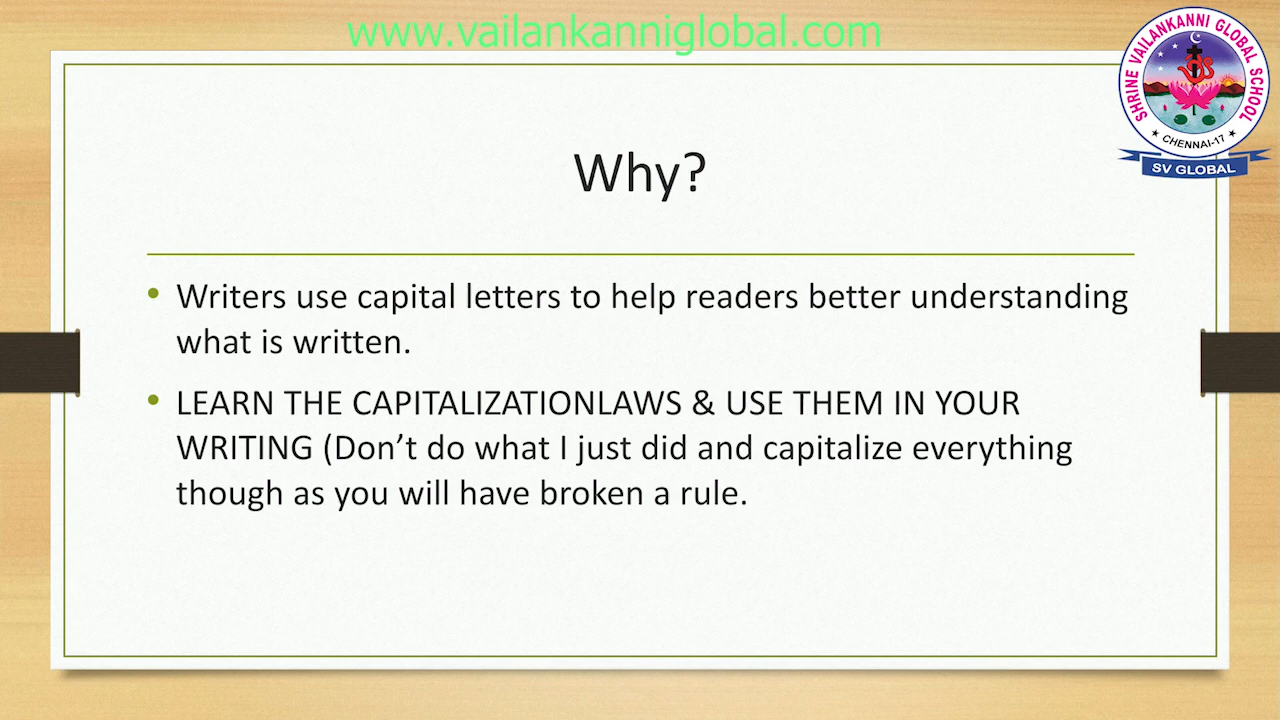 www.vailankanniglobal.com
SHRINE VAILANKANNI GLOBAL SCHOOL
★ CHENNAI-17 ★
SV GLOBAL
Why?
• Writers use capital letters to help readers better understanding
what is written.
• LEARN THE CAPITALIZATIONLAWS & USE THEM IN YOUR
WRITING (Don’t do what I just did and capitalize everything
though as you will have broken a rule.